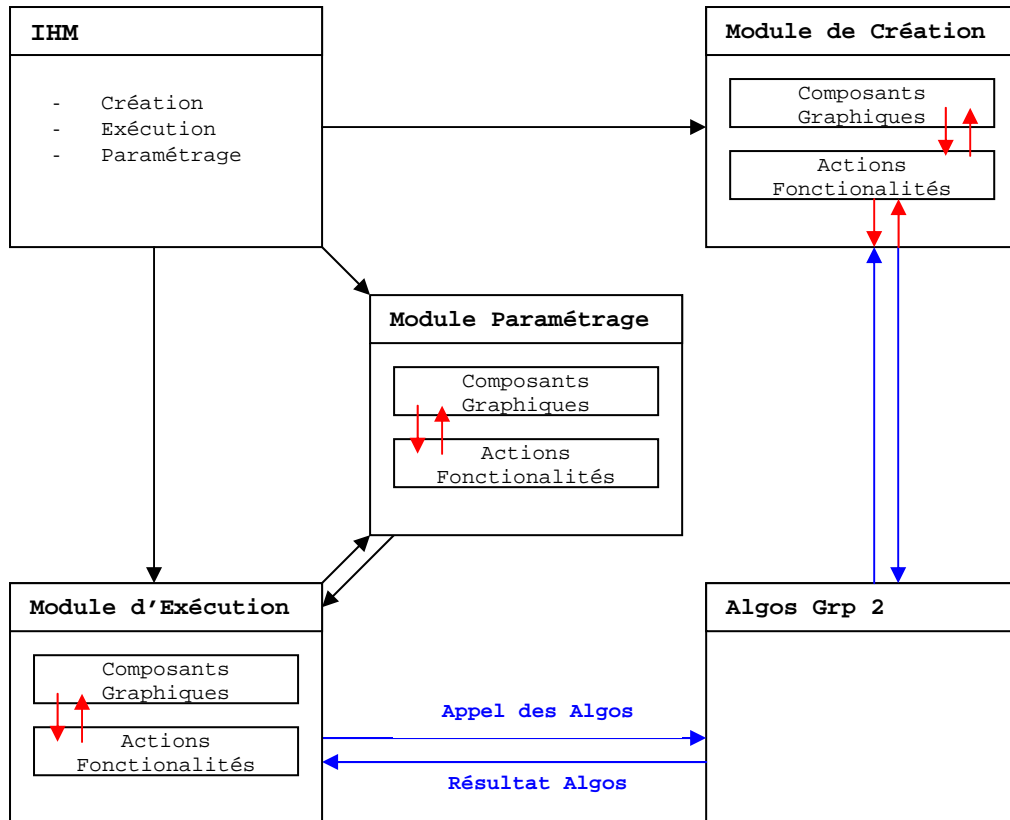 IHM
- Création
- Exécution
- Paramétrage
Module de Création
Composants
Graphiques
Actions
Fonctionalités
Module Paramétrage
Composants
Graphiques
Actions
Fonctionalités
Module d’Exécution
Composants
Graphiques
Actions
Fonctionalités
Appel des Algos
Résultat Algos
Algos Grp 2